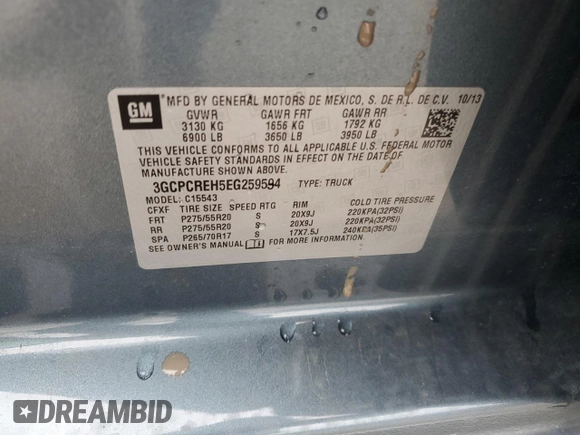 GM
MFD BY GENERAL MOTORS DE MEXICO, S. DE R.L. DE C.V. 10/13
GVWR GAWR FRT GAWR RR
3130 KG 1656 KG 1792 KG
6900 LB 3650 LB 3950 LB
THIS VEHICLE CONFORMS TO ALL APPLICABLE U.S. FEDERAL MOTOR
VEHICLE SAFETY STANDARDS IN EFFECT ON THE DATE OF
MANUFACTURE SHOWN ABOVE.
3GCPCREH5EG259594 TYPE: TRUCK
MODEL: C15543
CFXF TIRE SIZE SPEED RTG RIM COLD TIRE PRESSURE
FRT P275/55R20 S 20X9J 220KPA(32PSI)
RR P275/55R20 S 20X9J 220KPA(32PSI)
SPA P265/70R17 S 17X7.5J 240KPA(35PSI)
SEE OWNER'S MANUAL FOR MORE INFORMATION
DREAMBID